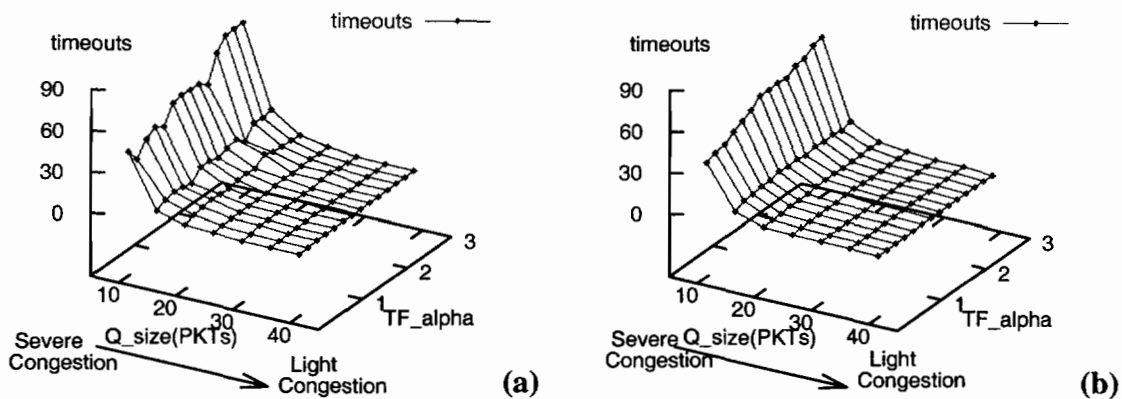 timeouts
timeouts
90
60
30
0
3
2
1
TF_alpha
10
20
30
40
Q_size(PKTs)
Severe
Congestion
Light
Congestion
(a)
timeouts
timeouts
90
60
30
0
3
2
1
TF_alpha
10
20
30
40
Q_size(PKTs)
Severe
Congestion
Light
Congestion
(b)